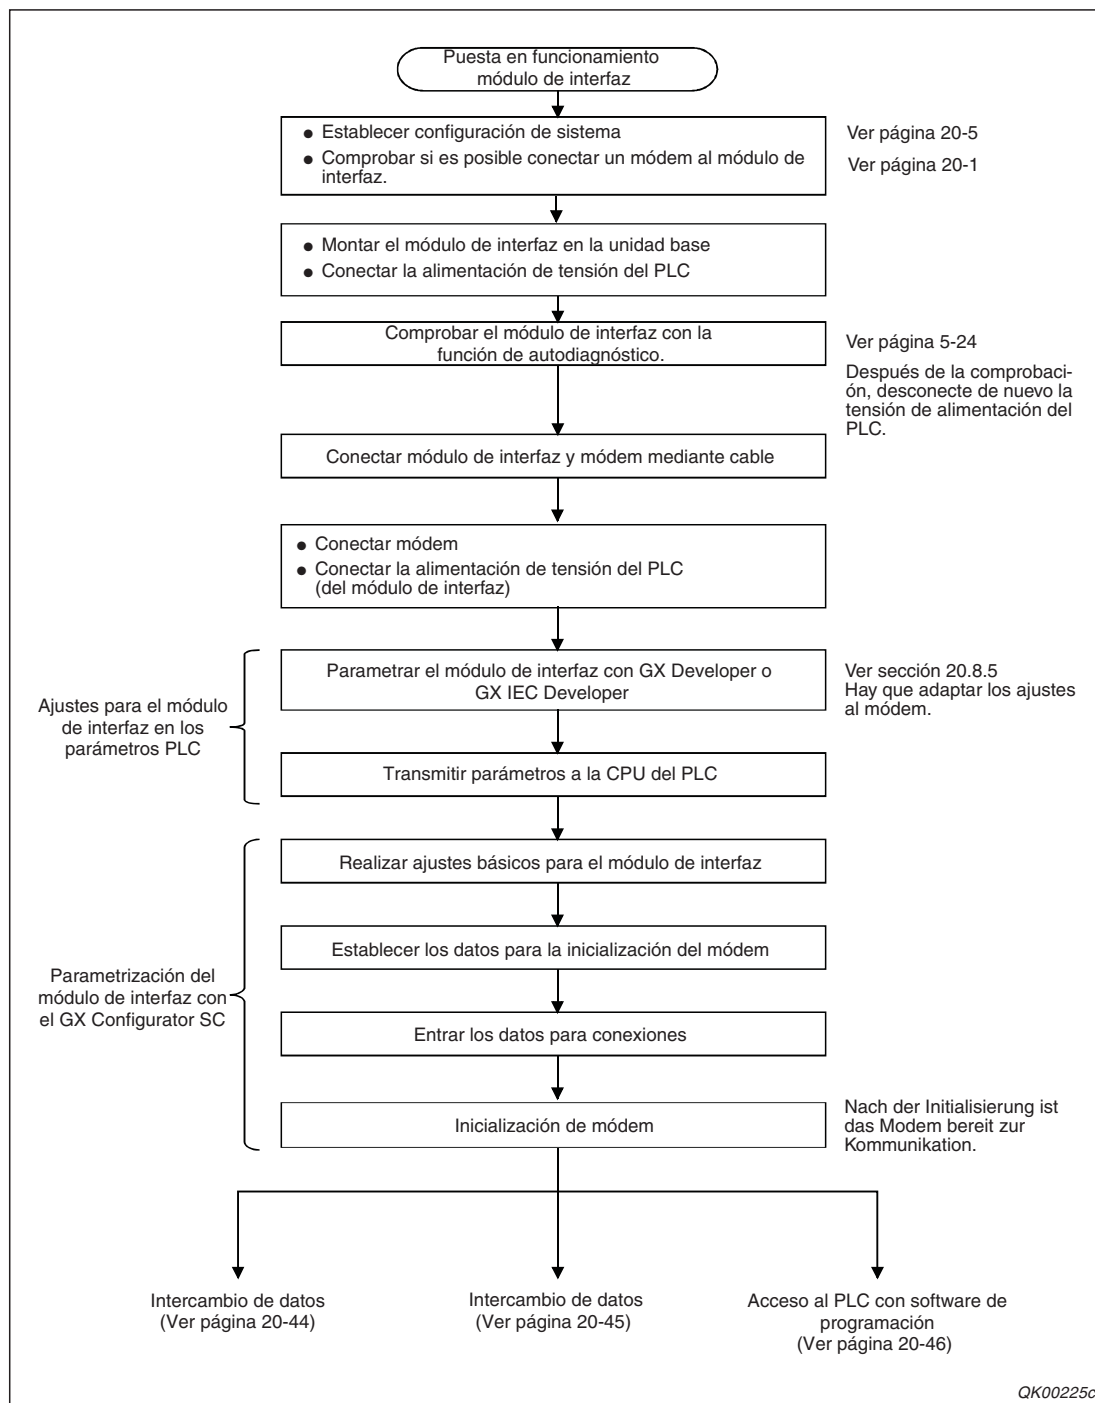 Puesta en funcionamiento
módulo de interfaz
● Establecer configuración de sistema
● Comprobar si es posible conectar un módem al módulo de
interfaz.
Ver página 20-5
Ver página 20-1
● Montar el módulo de interfaz en la unidad base
● Conectar la alimentación de tensión del PLC
Comprobar el módulo de interfaz con la
función de autodiagnóstico.
Ver página 5-24
Después de la comprobaci-
ón, desconecte de nuevo la
tensión de alimentación del
PLC.
Conectar módulo de interfaz y módem mediante cable
● Conectar módem
● Conectar la alimentación de tensión del PLC
(del módulo de interfaz)
Ajustes para el módulo
de interfaz en los
parámetros PLC
Parametrar el módulo de interfaz con GX Developer o
GX IEC Developer
Ver sección 20.8.5
Hay que adaptar los ajustes
al módem.
Transmitir parámetros a la CPU del PLC
Parametrización del
módulo de interfaz con
el GX Configurator SC
Realizar ajustes básicos para el módulo de interfaz
Establecer los datos para la inicialización del módem
Entrar los datos para conexiones
Inicialización de módem
Nach der Initialisierung ist
das Modem bereit zur
Kommunikation.
Intercambio de datos
(Ver página 20-44)
Intercambio de datos
(Ver página 20-45)
Acceso al PLC con software de
programación
(Ver página 20-46)
QK00225c